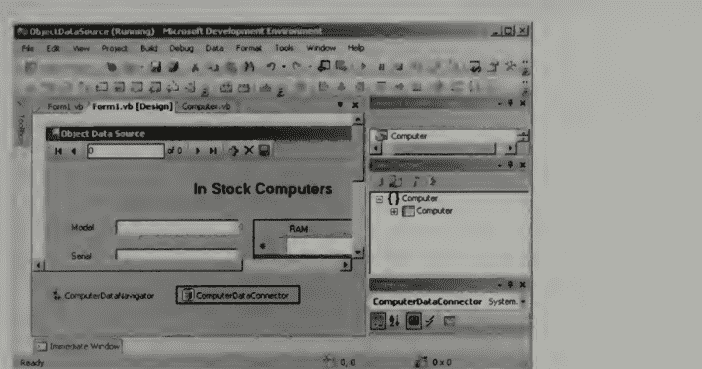 ObjectDataSource (Running) Microsoft Development Environment
File Edit View Project Build Debug Data Format Tools Window Help
Form1.vb Form1.vb [Design] Computer.vb
Toolbox
Object Data Source
0 of 0
In Stock Computers
Model
RAM
Serial
ComputerDataNavigator ComputerDataConnector
Computer
{} Computer
Computer
ComputerDataConnector System.
Immediate Window
Ready 0, 0 0 x 0